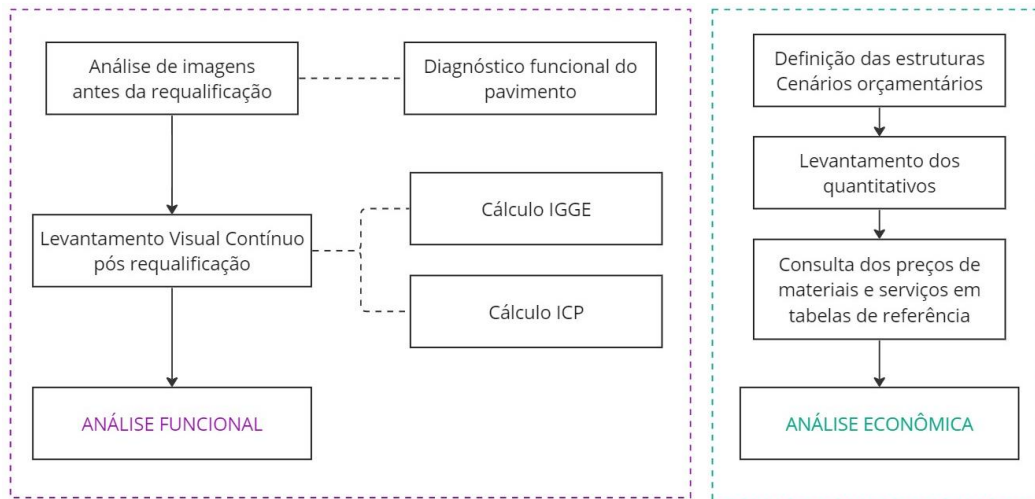 Análise de imagens
antes da requalificação
Diagnóstico funcional do
pavimento
Levantamento Visual Contínuo
pós requalificação
Cálculo IGGE
Cálculo ICP
ANÁLISE FUNCIONAL
Definição das estruturas
Cenários orçamentários
Levantamento dos
quantitativos
Consulta dos preços de
materiais e serviços em
tabelas de referência
ANÁLISE ECONÔMICA